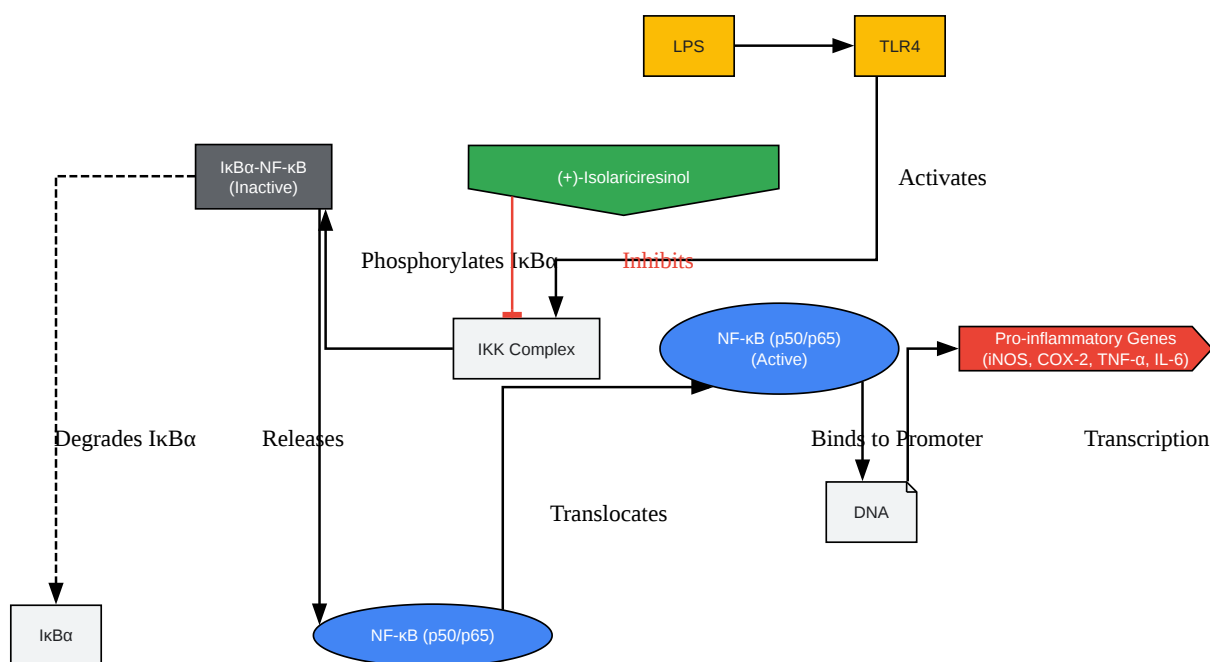 LPS
TLR4
IκBα-NF-κB
(Inactive)
(+)-Isolariciresinol
Activates
Phosphorylates IκBα
Inhibits
IKK Complex
NF-κB (p50/p65)
(Active)
Pro-inflammatory Genes
(iNOS, COX-2, TNF-α, IL-6)
Degrades IκBα
Releases
Binds to Promoter
Transcription
Translocates
DNA
IκBα
NF-κB (p50/p65)